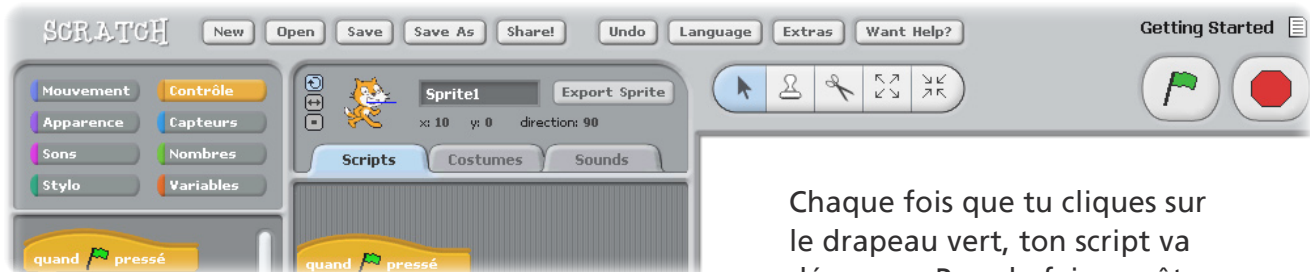 SCRATCH New Open Save Save As Share! Undo Language Extras Want Help? Getting Started
Mouvement Contrôle
Apparence Capteurs
Sons Nombres
Stylo Variables
quand pressé
Sprite1 Export Sprite
x: 10 y: 0 direction: 90
Scripts Costumes Sounds
quand pressé
Chaque fois que tu cliques sur
le drapeau vert, ton script va